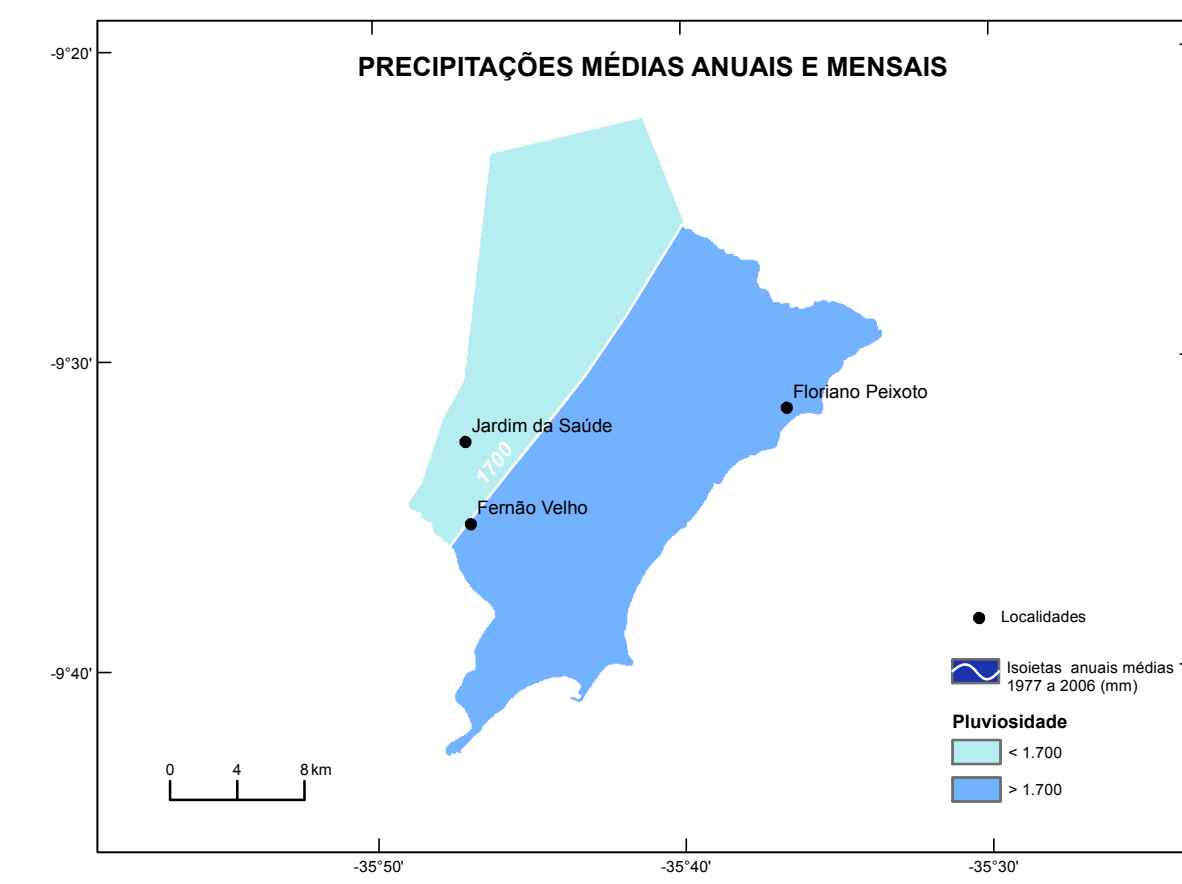 -9°20'
PRECIPITAÇÕES MÉDIAS ANUAIS E MENSAIS
-9°30'
Floriano Peixoto
Jardim da Saúde
1700
Fernão Velho
Localidades
-9°40'
Isoietas anuais médias
1977 a 2006 (mm)
Pluviosidade
< 1.700
0 4 8 km
> 1.700
-35°50' -35°40' -35°30'